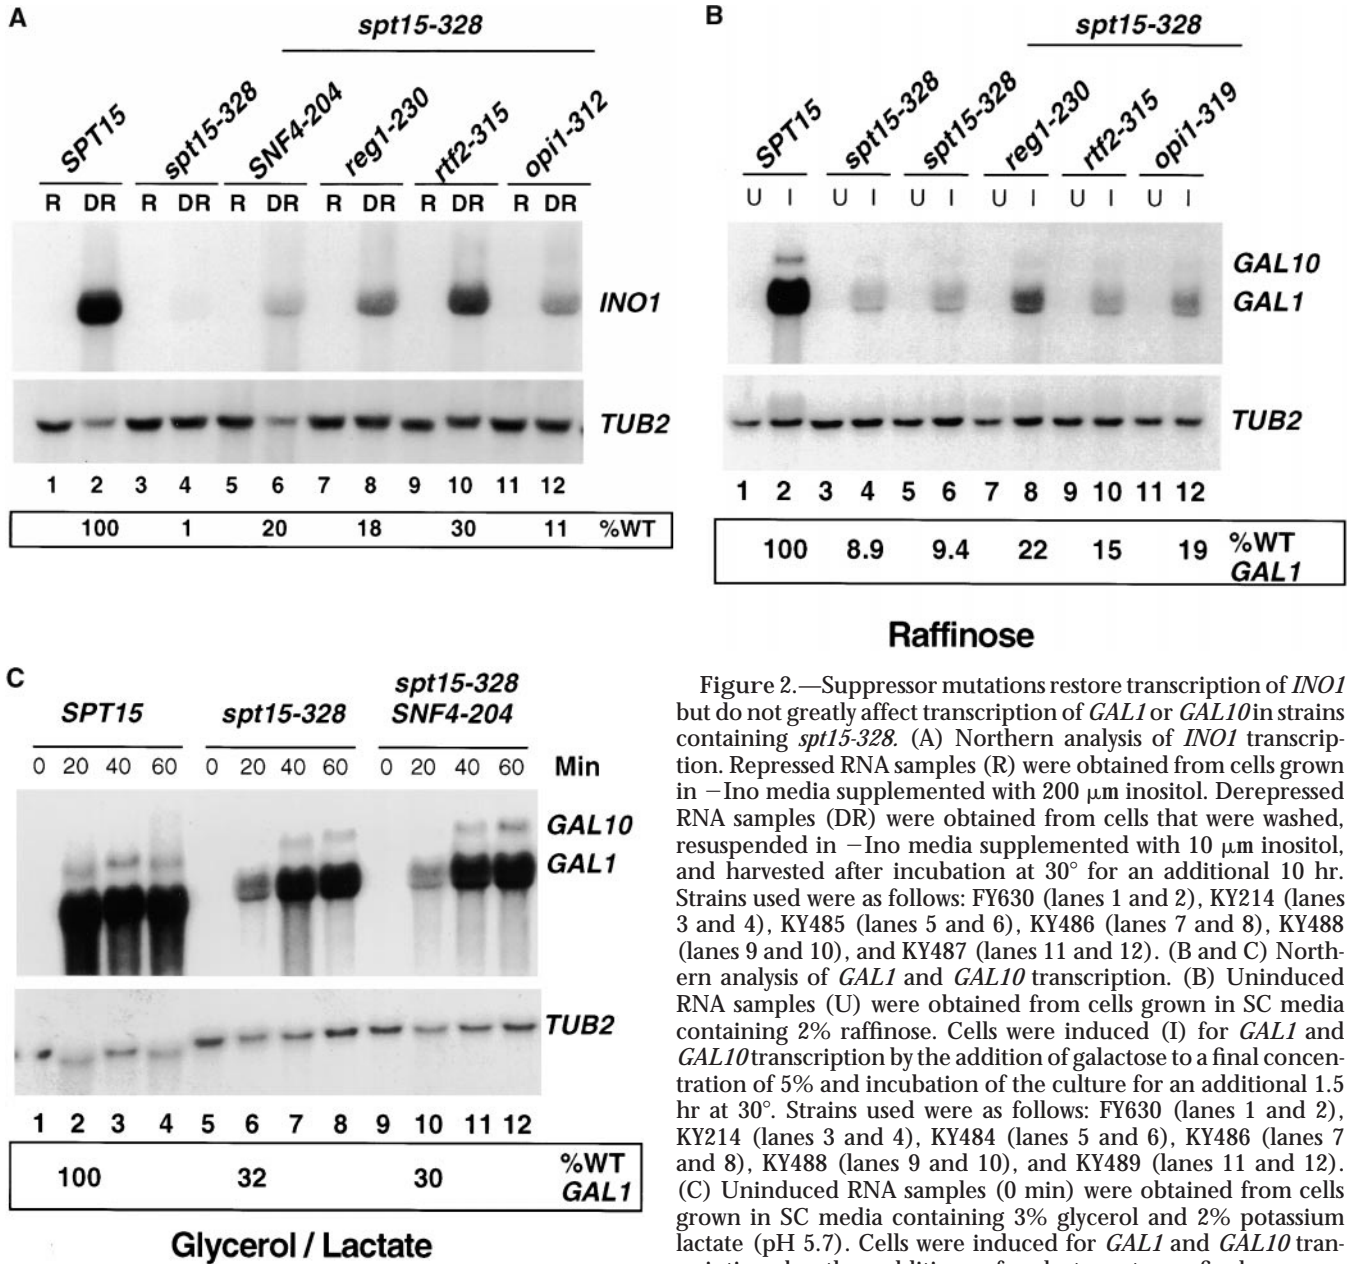 A
spt15-328
SPT15 spt15-328 SNF4-204 reg1-230 rtf2-315 opi1-312
R DR R DR R DR R DR R DR R DR
INO1
TUB2
1 2 3 4 5 6 7 8 9 10 11 12
100 1 20 18 30 11 %WT
B
spt15-328
SPT15 spt15-328 spt15-328 reg1-230 rtf2-315 opi1-319
U I U I U I U I U I U I
GAL10
GAL1
TUB2
1 2 3 4 5 6 7 8 9 10 11 12
100 8.9 9.4 22 15 19 %WT
GAL1
Raffinose
C
spt15-328
SPT15 spt15-328 SNF4-204
0 20 40 60 0 20 40 60 0 20 40 60 Min
GAL10
GAL1
TUB2
1 2 3 4 5 6 7 8 9 10 11 12
100 32 30 %WT
GAL1
Glycerol / Lactate
Figure 2.—Suppressor mutations restore transcription of INO1
but do not greatly affect transcription of GAL1 or GAL10 in strains
containing spt15-328. (A) Northern analysis of INO1 transcrip-
tion. Repressed RNA samples (R) were obtained from cells grown
in −Ino media supplemented with 200 μm inositol. Derepressed
RNA samples (DR) were obtained from cells that were washed,
resuspended in −Ino media supplemented with 10 μm inositol,
and harvested after incubation at 30° for an additional 10 hr.
Strains used were as follows: FY630 (lanes 1 and 2), KY214 (lanes
3 and 4), KY485 (lanes 5 and 6), KY486 (lanes 7 and 8), KY488
(lanes 9 and 10), and KY487 (lanes 11 and 12). (B and C) North-
ern analysis of GAL1 and GAL10 transcription. (B) Uninduced
RNA samples (U) were obtained from cells grown in SC media
containing 2% raffinose. Cells were induced (I) for GAL1 and
GAL10 transcription by the addition of galactose to a final concen-
tration of 5% and incubation of the culture for an additional 1.5
hr at 30°. Strains used were as follows: FY630 (lanes 1 and 2),
KY214 (lanes 3 and 4), KY484 (lanes 5 and 6), KY486 (lanes 7
and 8), KY488 (lanes 9 and 10), and KY489 (lanes 11 and 12).
(C) Uninduced RNA samples (0 min) were obtained from cells
grown in SC media containing 3% glycerol and 2% potassium
lactate (pH 5.7). Cells were induced for GAL1 and GAL10 tran-